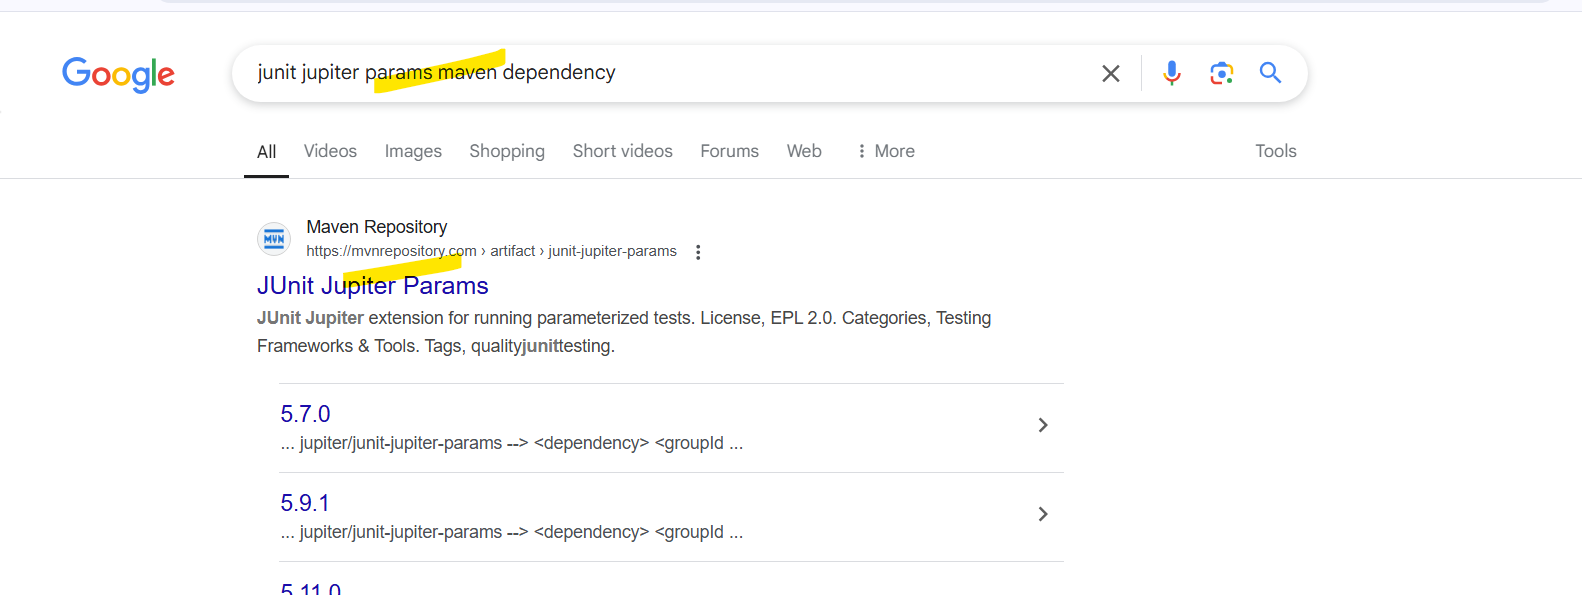 Google
junit jupiter params maven dependency
All Videos Images Shopping Short videos Forums Web More Tools
MVN
Maven Repository
https://mvnrepository.com › artifact › junit-jupiter-params
JUnit Jupiter Params
JUnit Jupiter extension for running parameterized tests. License, EPL 2.0. Categories, Testing
Frameworks & Tools. Tags, qualityjunittesting.
5.7.0
... jupiter/junit-jupiter-params --> <dependency> <groupId ...
5.9.1
... jupiter/junit-jupiter-params --> <dependency> <groupId ...
5.11.0